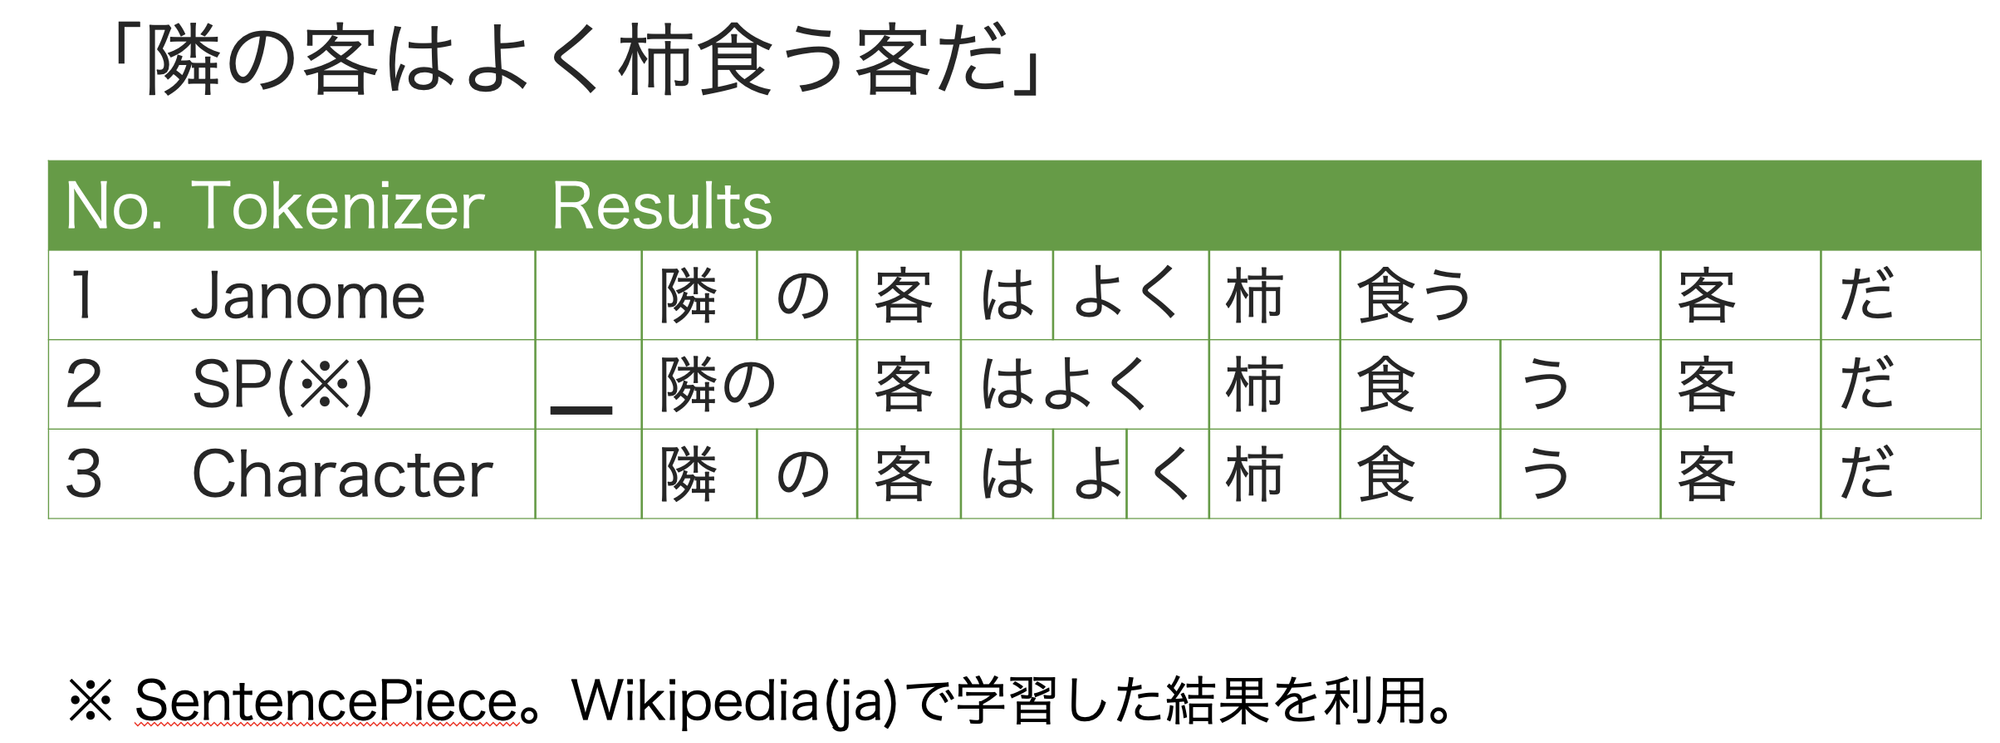 「隣の客はよく柿食う客だ」
No. Tokenizer Results
1 Janome 隣 の 客 は よく 柿 食う 客 だ
2 SP(※) ▁ 隣の 客 はよく 柿 食 う 客 だ
3 Character 隣 の 客 は よ く 柿 食 う 客 だ
※ SentencePiece。Wikipedia(ja)で学習した結果を利用。